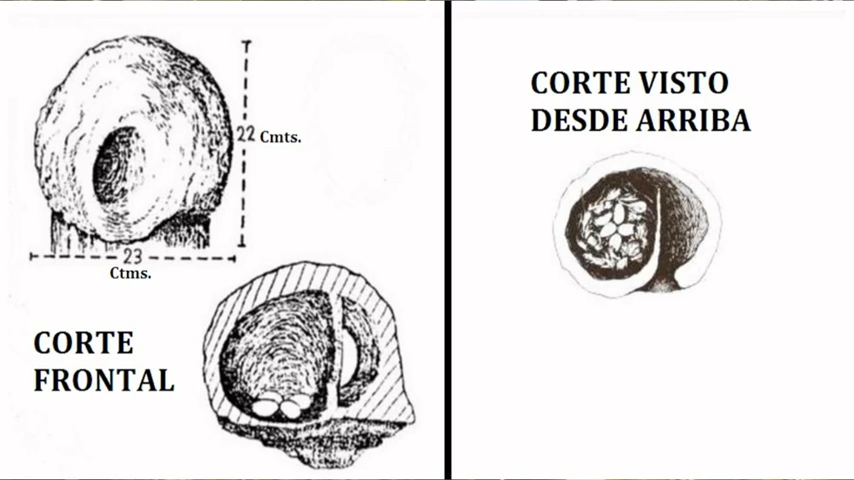 22 Cmts.
23
Ctms.
CORTE
FRONTAL
CORTE VISTO
DESDE ARRIBA